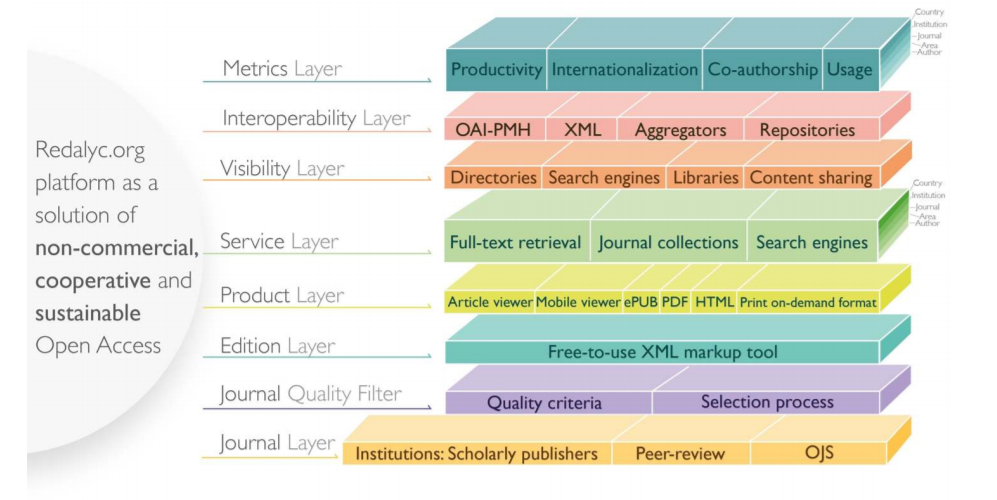 Redalyc.org
platform as a
solution of
non-commercial,
cooperative and
sustainable
Open Access
Metrics Layer
Productivity Internationalization Co-authorship Usage
Country
Institution
Journal
Area
Author
Interoperability Layer
OAI-PMH XML Aggregators Repositories
Visibility Layer
Directories Search engines Libraries Content sharing
Service Layer
Full-text retrieval Journal collections Search engines
Country
Institution
Journal
Area
Author
Product Layer
Article viewer Mobile viewer ePUB PDF HTML Print on-demand format
Edition Layer
Free-to-use XML markup tool
Journal Quality Filter
Quality criteria Selection process
Journal Layer
Institutions: Scholarly publishers Peer-review OJS